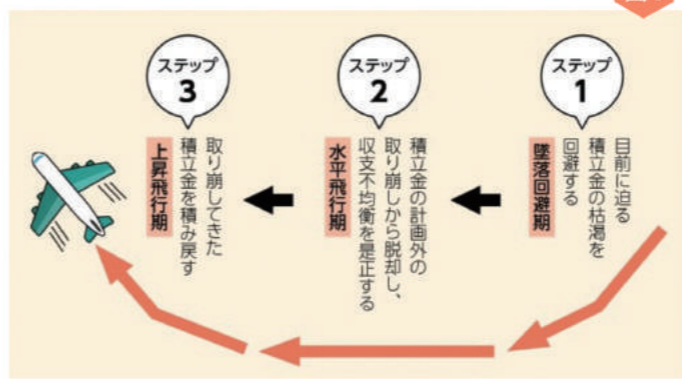 ステップ
1
目前に迫る
積立金の枯渇を
回避する
墜落回避期
ステップ
2
積立金の計画外の
取り崩しから脱却し、
収支不均衡を是正する
水平飛行期
ステップ
3
取り崩してきた
積立金を積み戻す
上昇飛行期